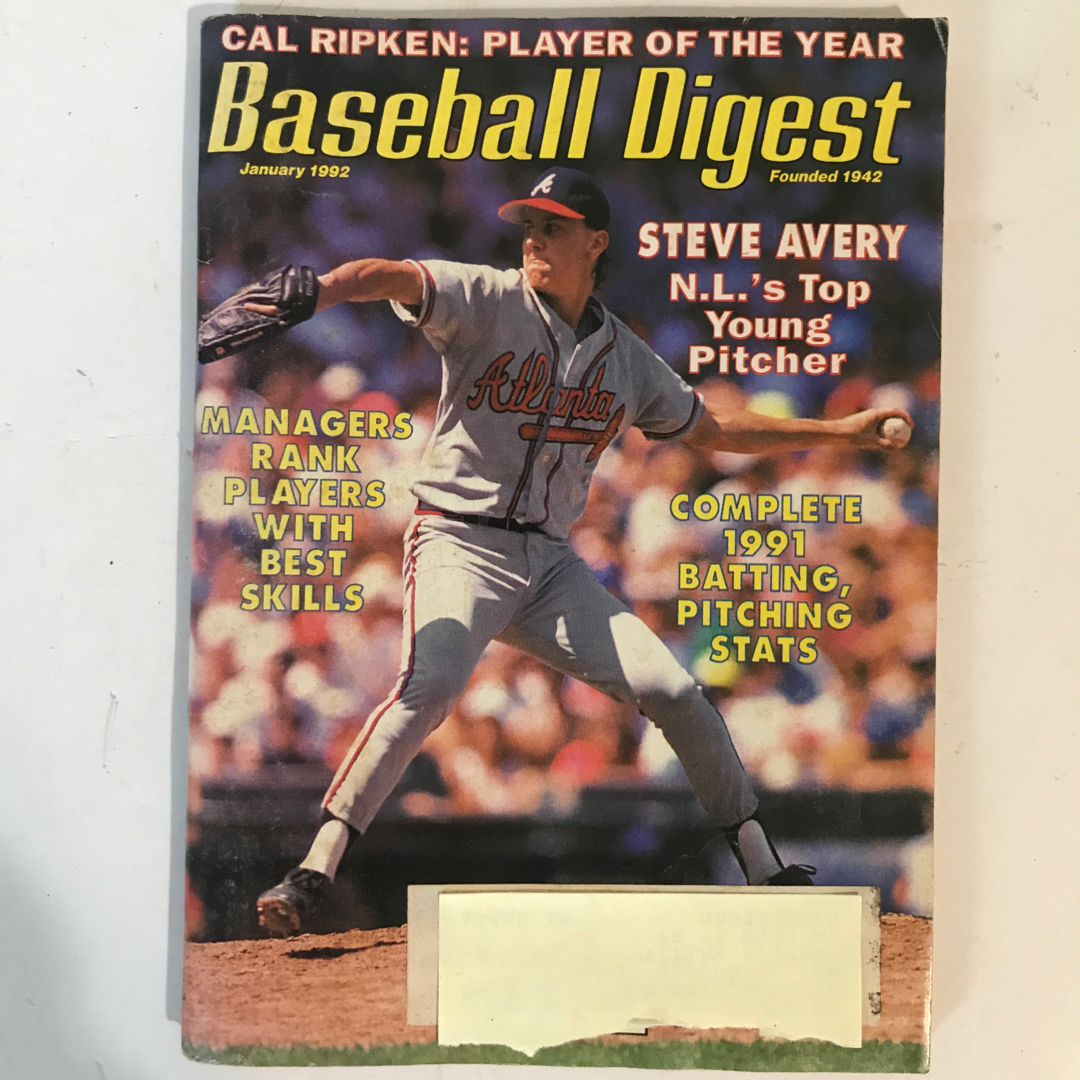 CAL RIPKEN: PLAYER OF THE YEAR
Baseball Digest
January 1992
Founded 1942
A
STEVE AVERY
N.L.'s Top
Young
Pitcher
Atlanta
MANAGERS
RANK
PLAYERS
WITH
BEST
SKILLS
COMPLETE
1991
BATTING,
PITCHING
STATS